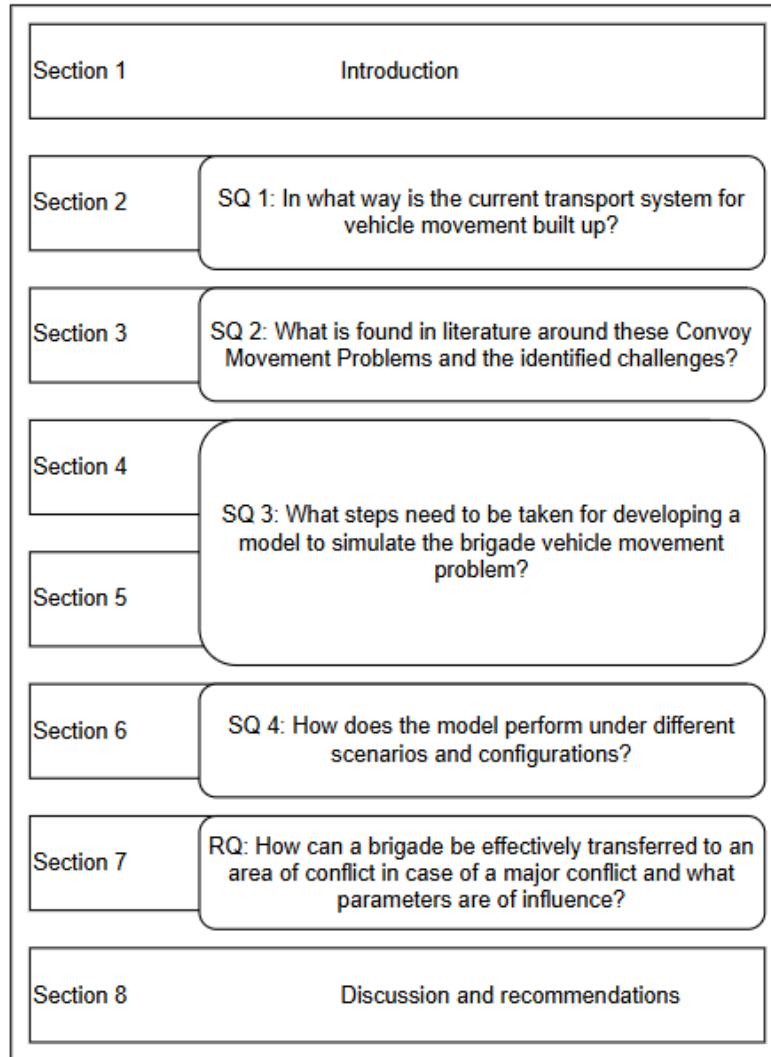 Section 1
Introduction
Section 2
SQ 1: In what way is the current transport system for
vehicle movement built up?
Section 3
SQ 2: What is found in literature around these Convoy
Movement Problems and the identified challenges?
Section 4
SQ 3: What steps need to be taken for developing a
model to simulate the brigade vehicle movement
problem?
Section 5
Section 6
SQ 4: How does the model perform under different
scenarios and configurations?
Section 7
RQ: How can a brigade be effectively transferred to an
area of conflict in case of a major conflict and what
parameters are of influence?
Section 8
Discussion and recommendations